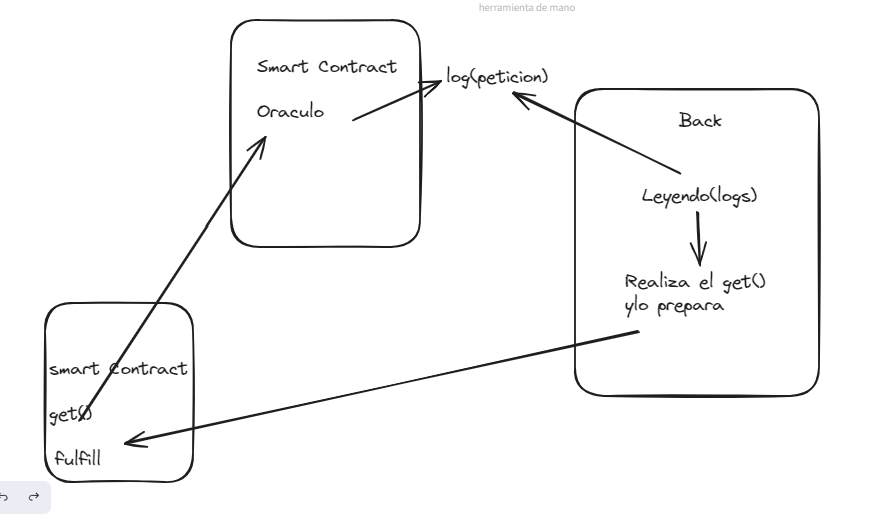 herramienta de mano
Smart Contract
Oraculo
log(peticion)
Back
Leyendo(logs)
Realiza el get()
ylo prepara
smart Contract
get()
fulfill